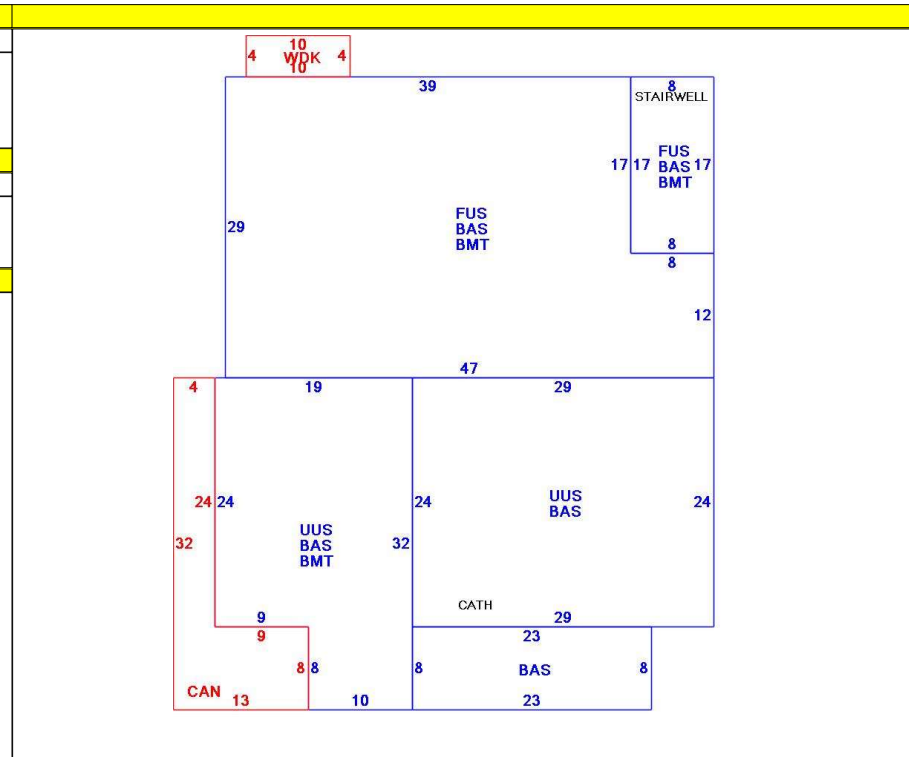 10
4 WDK 4
10
39 8
STAIRWELL
17 17 FUS 17
BAS
BMT
FUS
BAS
BMT
29
8
8
12
47
4 19 29
24 24 24 24
UUS
BAS
UUS
BAS
BMT
32 32
CATH
9 29
9 23
8 8 8 BAS 8
CAN
13 10 23